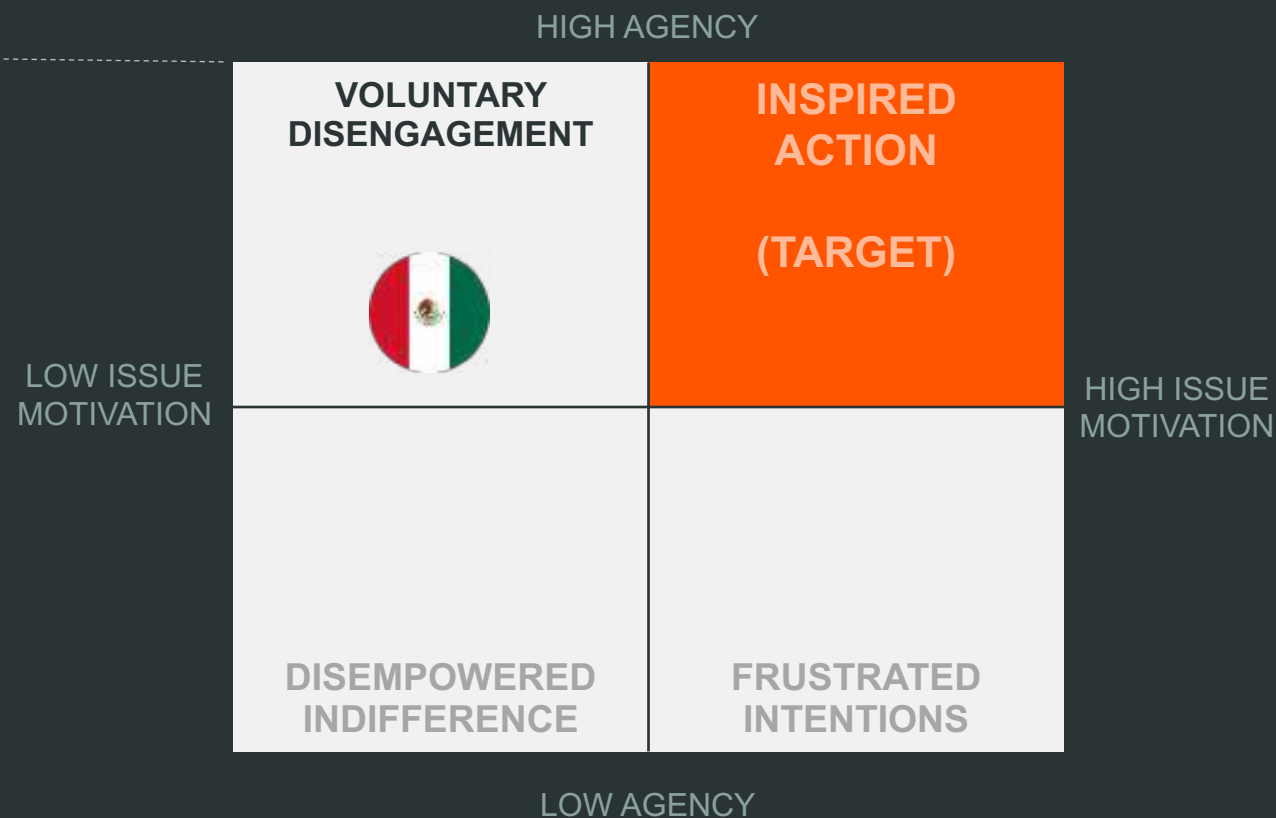 HIGH AGENCY
VOLUNTARY
DISENGAGEMENT
INSPIRED
ACTION
(TARGET)
LOW ISSUE
MOTIVATION
HIGH ISSUE
MOTIVATION
DISEMPOWERED
INDIFFERENCE
FRUSTRATED
INTENTIONS
LOW AGENCY